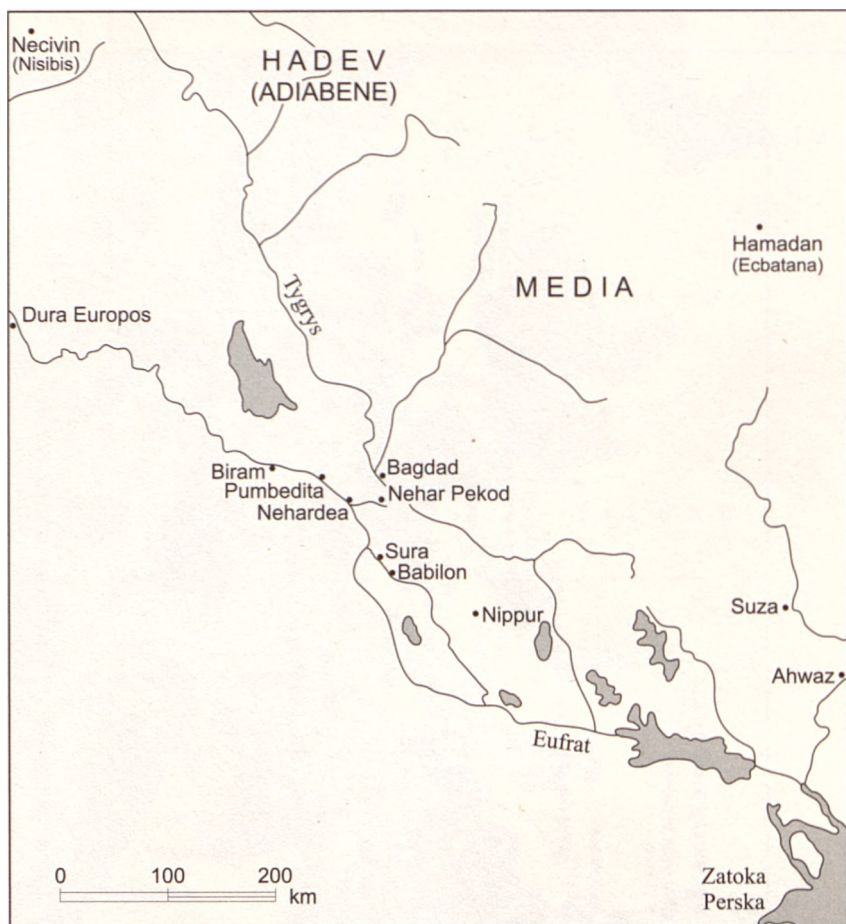 Necivin
(Nisibis)
HADEV
(ADIABENE)
Hamadan
(Ecbatana)
MEDIA
Tygrys
Dura Europos
Biram
Bagdad
Pumbedita
Nehar Pekod
Nehardea
Sura
Babilon
Nippur
Suza
Ahwaz
Eufrat
Zatoka
Perska
0 100 200
km